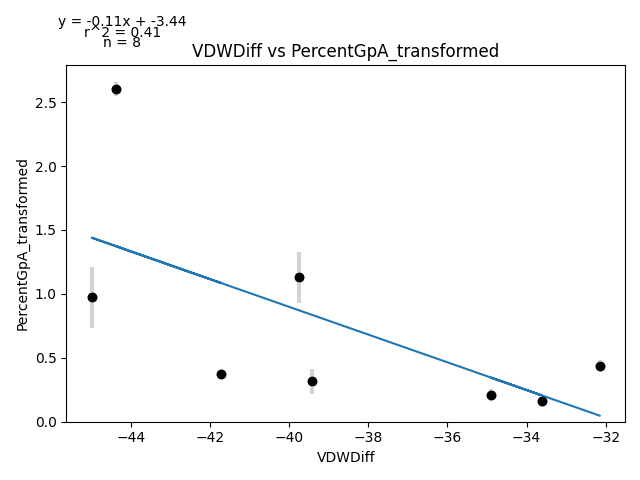 y = -0.11x + -3.44
r^2 = 0.41
n = 8
VDWDiff vs PercentGpA_transformed
PercentGpA_transformed
2.5
2.0
1.5
1.0
0.5
0.0
−44
−42
−40
−38
−36
−34
−32
VDWDiff